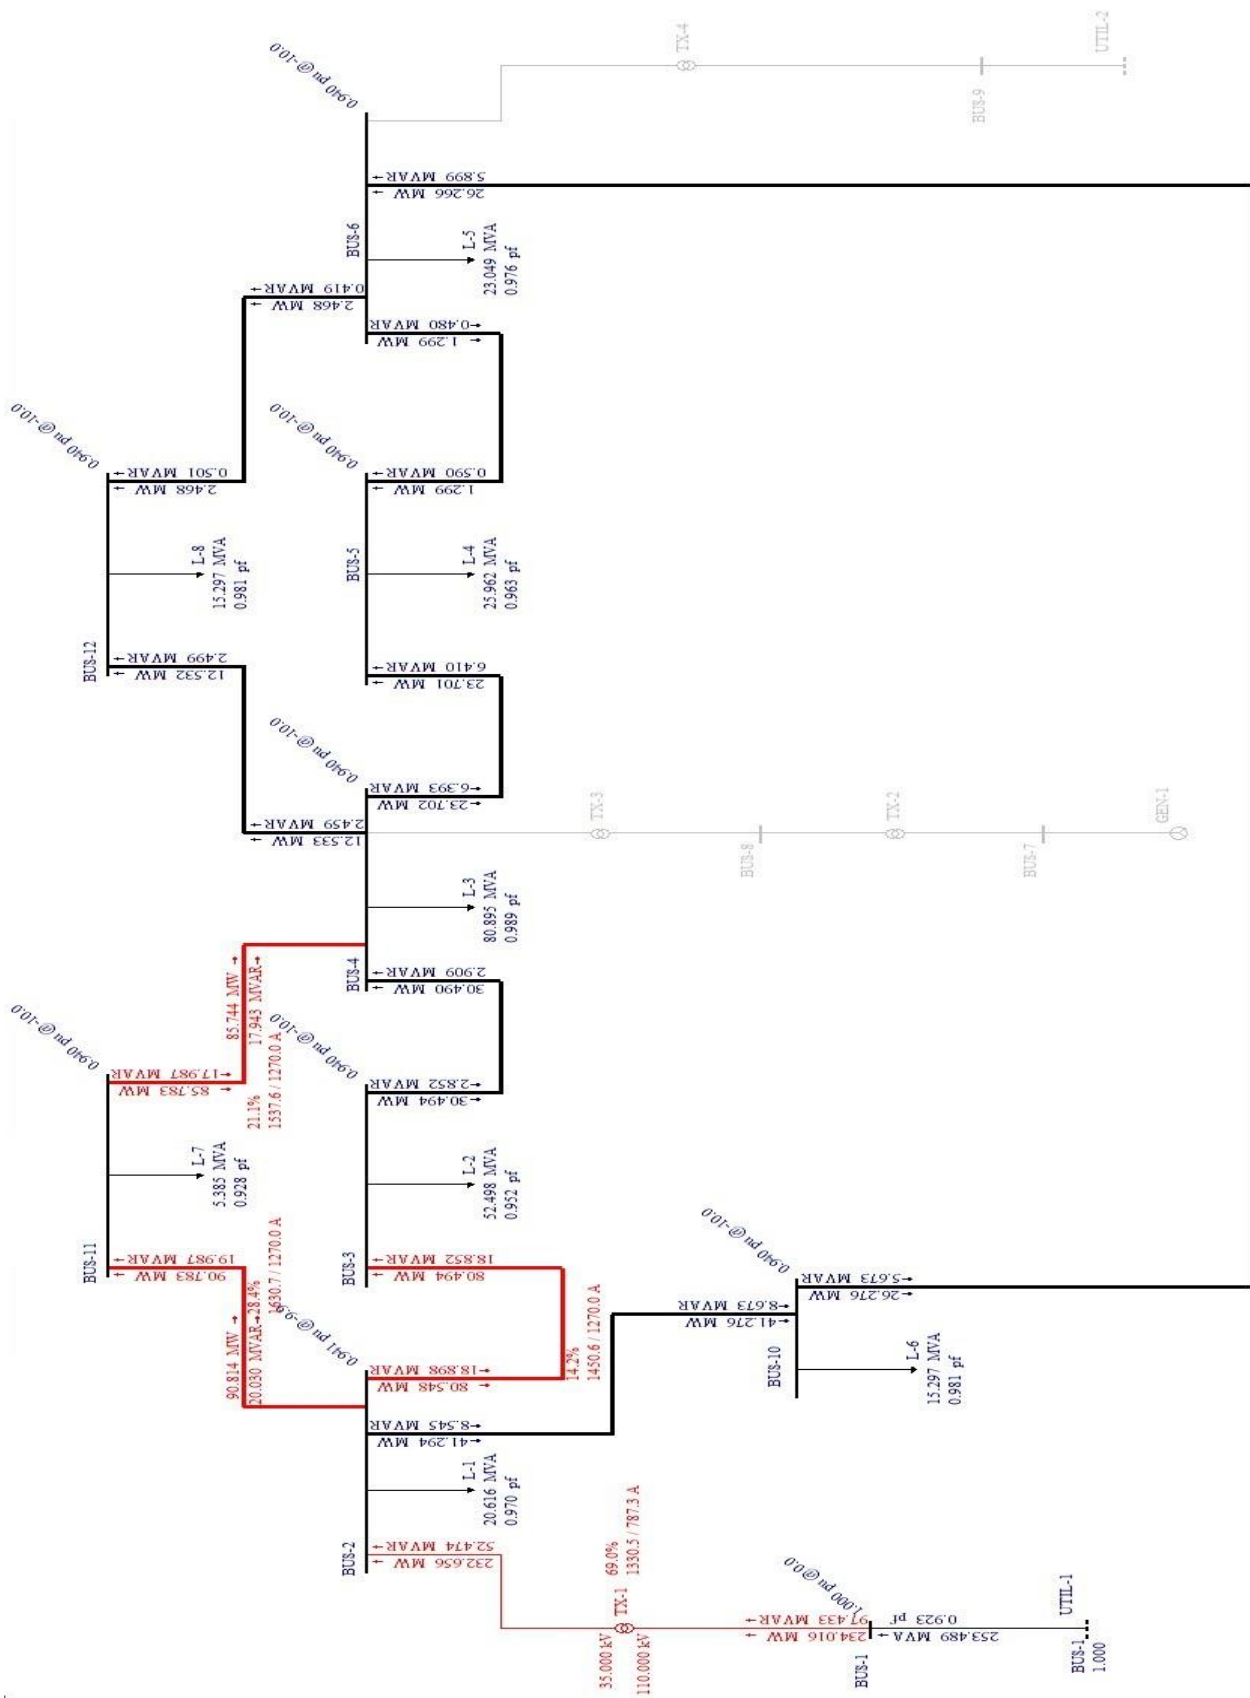 0.940 pu @-10.0
TX-4
BUS-9
UTIL-2
5.899 MVAR
26.266 MW
BUS-6
L-5
23.049 MVA
0.976 pf
0.419 MVAR
2.468 MW
0.480 MVAR
1.299 MW
0.940 pu @-10.0
0.501 MVAR
2.468 MW
L-8
15.297 MVA
0.981 pf
BUS-12
2.499 MVAR
12.532 MW
0.940 pu @-10.0
0.590 MVAR
1.299 MW
BUS-5
L-4
25.962 MVA
0.963 pf
6.410 MVAR
23.701 MW
0.940 pu @-10.0
6.393 MVAR
23.702 MW
2.459 MVAR
12.533 MW
TX-3
BUS-8
TX-2
BUS-7
GEN-1
L-3
80.895 MVA
0.989 pf
BUS-4
2.909 MVAR
30.490 MW
85.744 MW
17.943 MVAR
21.1%
1537.6 / 1270.0 A
0.940 pu @-10.0
17.987 MVAR
85.783 MW
L-7
5.385 MVA
0.928 pf
BUS-11
19.987 MVAR
90.783 MW
0.940 pu @-10.0
2.852 MVAR
30.494 MW
L-2
52.498 MVA
0.952 pf
BUS-3
18.852 MVAR
80.494 MW
14.2%
1450.6 / 1270.0 A
90.814 MW
20.030 MVAR
28.4%
1630.7 / 1270.0 A
0.941 pu @-9.9
18.898 MVAR
80.548 MW
8.545 MVAR
41.294 MW
L-1
20.616 MVA
0.970 pf
BUS-2
52.474 MVAR
232.656 MW
0.940 pu @-10.0
5.673 MVAR
26.276 MW
8.673 MVAR
41.276 MW
BUS-10
L-6
15.297 MVA
0.981 pf
35.000 kV
TX-1
69.0%
1330.5 / 787.3 A
110.000 kV
1.000 pu @0.0
97.433 MVAR
234.016 MW
BUS-1
0.923 pf
253.489 MVA
UTIL-1
BUS-1
1.000